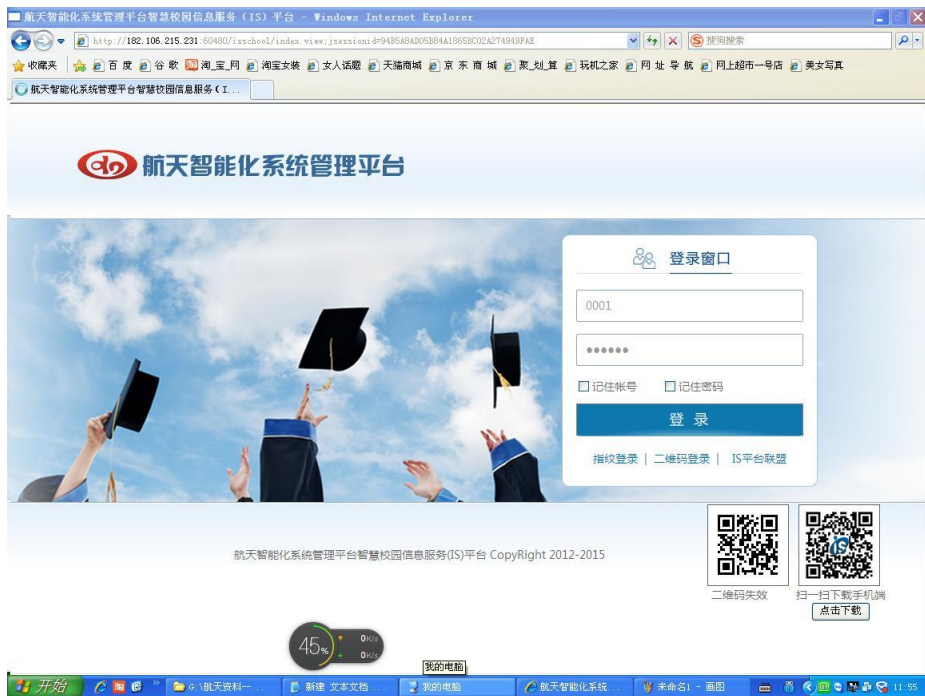 航天智能化系统管理平台智慧校园信息服务（IS）平台 - Windows Internet Explorer
http://182.106.215.231:60480/isschool/index.view;jsessionid=94B5A8AD05B84A1865BC02A274949FAE
搜狗搜索
收藏夹 百 度 谷 歌 淘_宝_网 淘宝女装 女人话题 天猫商城 京 东 商 城 聚_划_算 玩机之家 网 址 导 航 网上超市一号店 美女写真
航天智能化系统管理平台智慧校园信息服务(I...
航天智能化系统管理平台
登录窗口
0001
记住帐号 记住密码
登 录
指纹登录 | 二维码登录 | IS平台联盟
航天智能化系统管理平台智慧校园信息服务(IS)平台 CopyRight 2012-2015
二维码失效 扫一扫下载手机端
点击下载
45% 0K/s
0K/s
我的电脑
开始 G:\航天资料--... 新建 文本文档 ... 我的电脑 航天智能化系统... 未命名1 - 画图 11:55